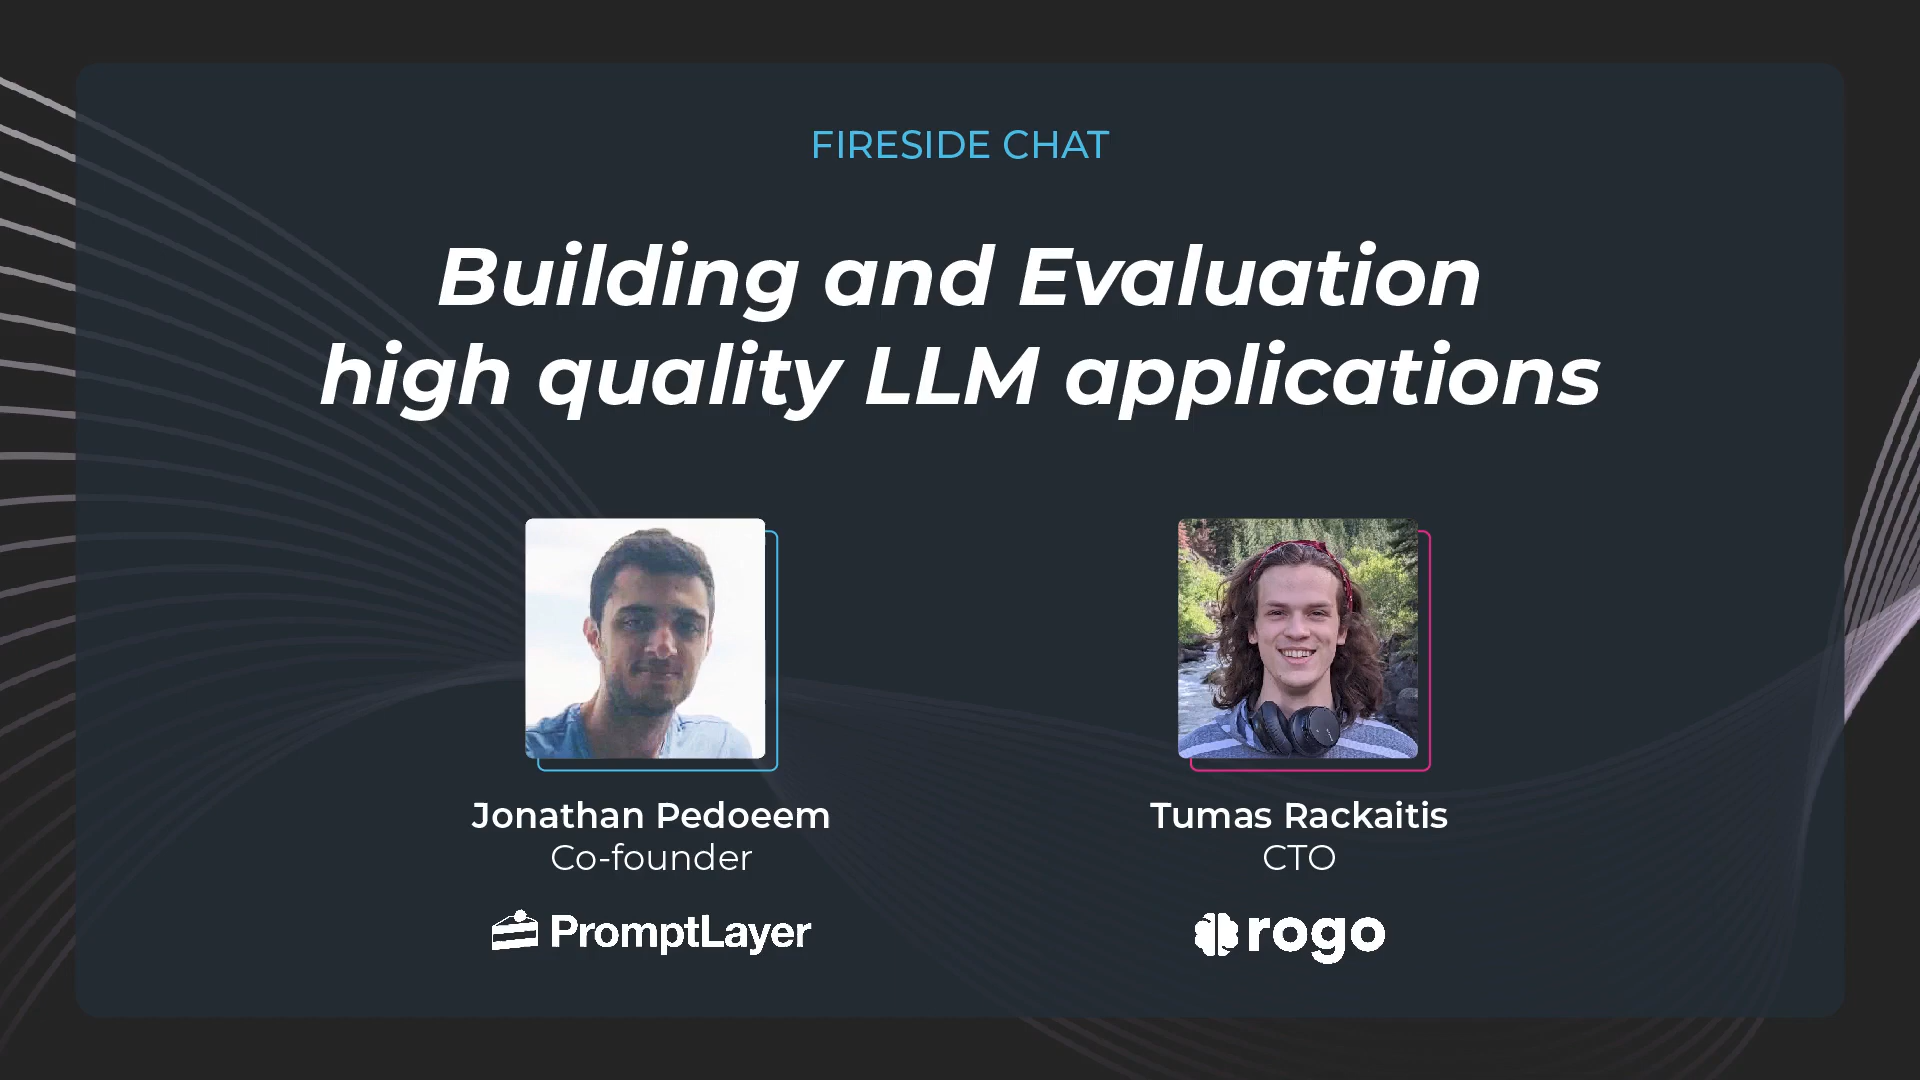 FIRESIDE CHAT
Building and Evaluation
high quality LLM applications
Jonathan Pedoeem
Co-founder
PromptLayer
Tumas Rackaitis
CTO
rogo